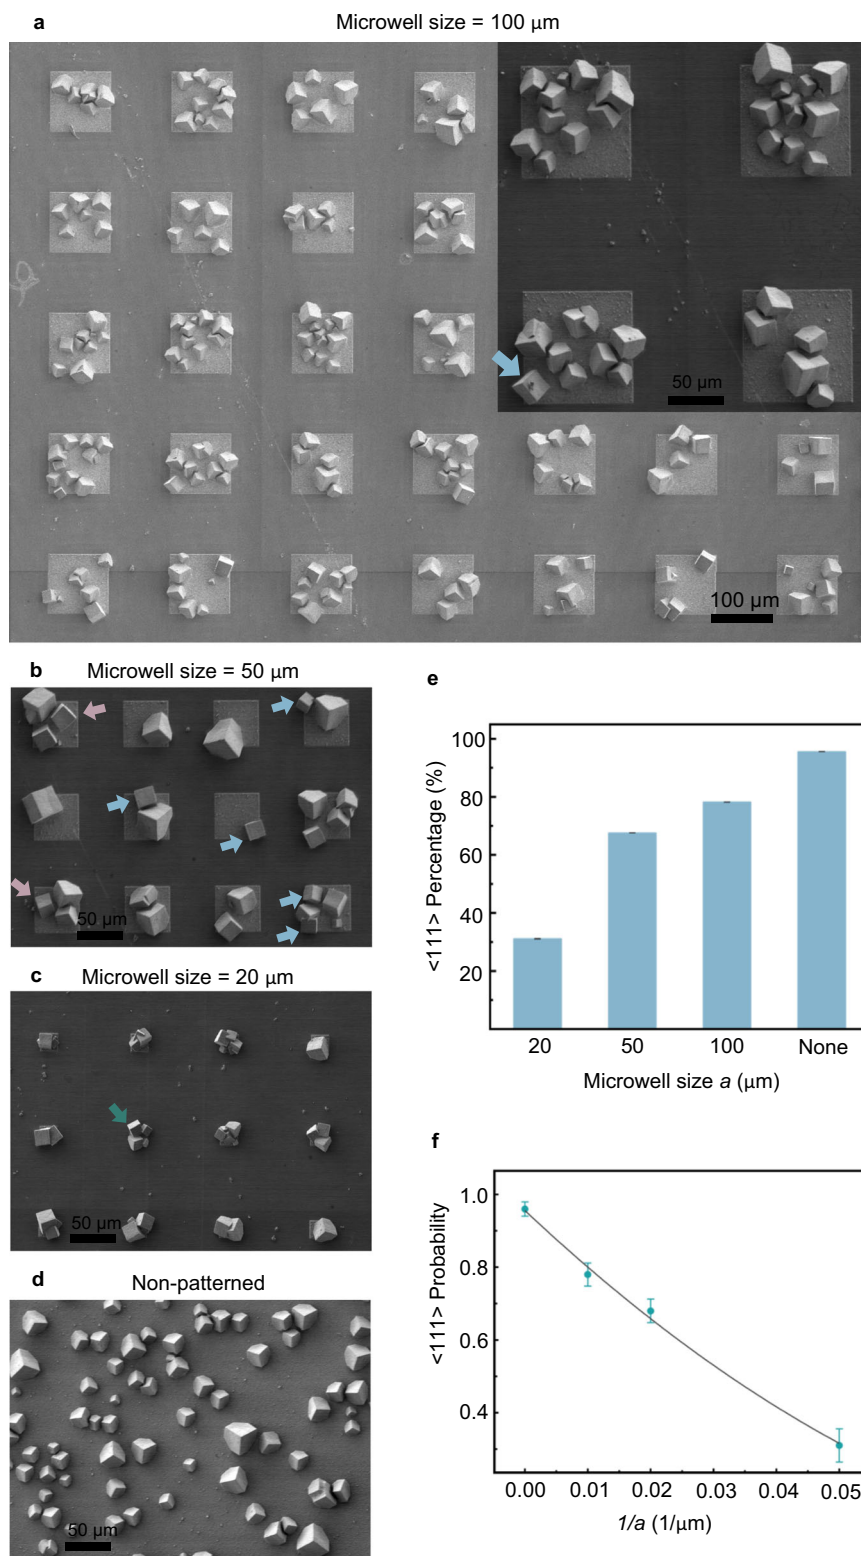 a
Microwell size = 100 μm
50 μm
100 μm
b
Microwell size = 50 μm
50 μm
c
Microwell size = 20 μm
50 μm
d
Non-patterned
50 μm
e
100
80
60
40
20
<111> Percentage (%)
20 50 100 None
Microwell size a (μm)
f
1.0
0.8
0.6
0.4
<111> Probability
0.00 0.01 0.02 0.03 0.04 0.05
1/a (1/μm)